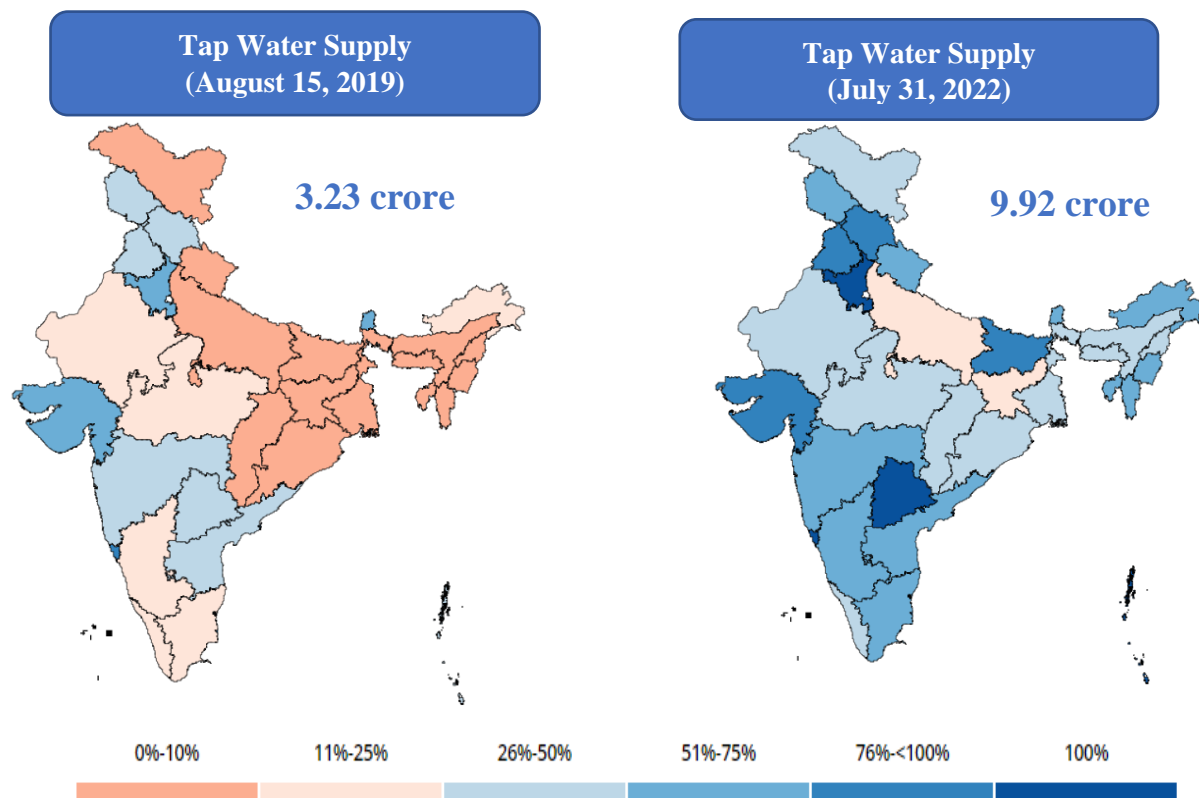 Tap Water Supply
(August 15, 2019)
Tap Water Supply
(July 31, 2022)
3.23 crore
9.92 crore
0%-10% 11%-25% 26%-50% 51%-75% 76%-<100% 100%